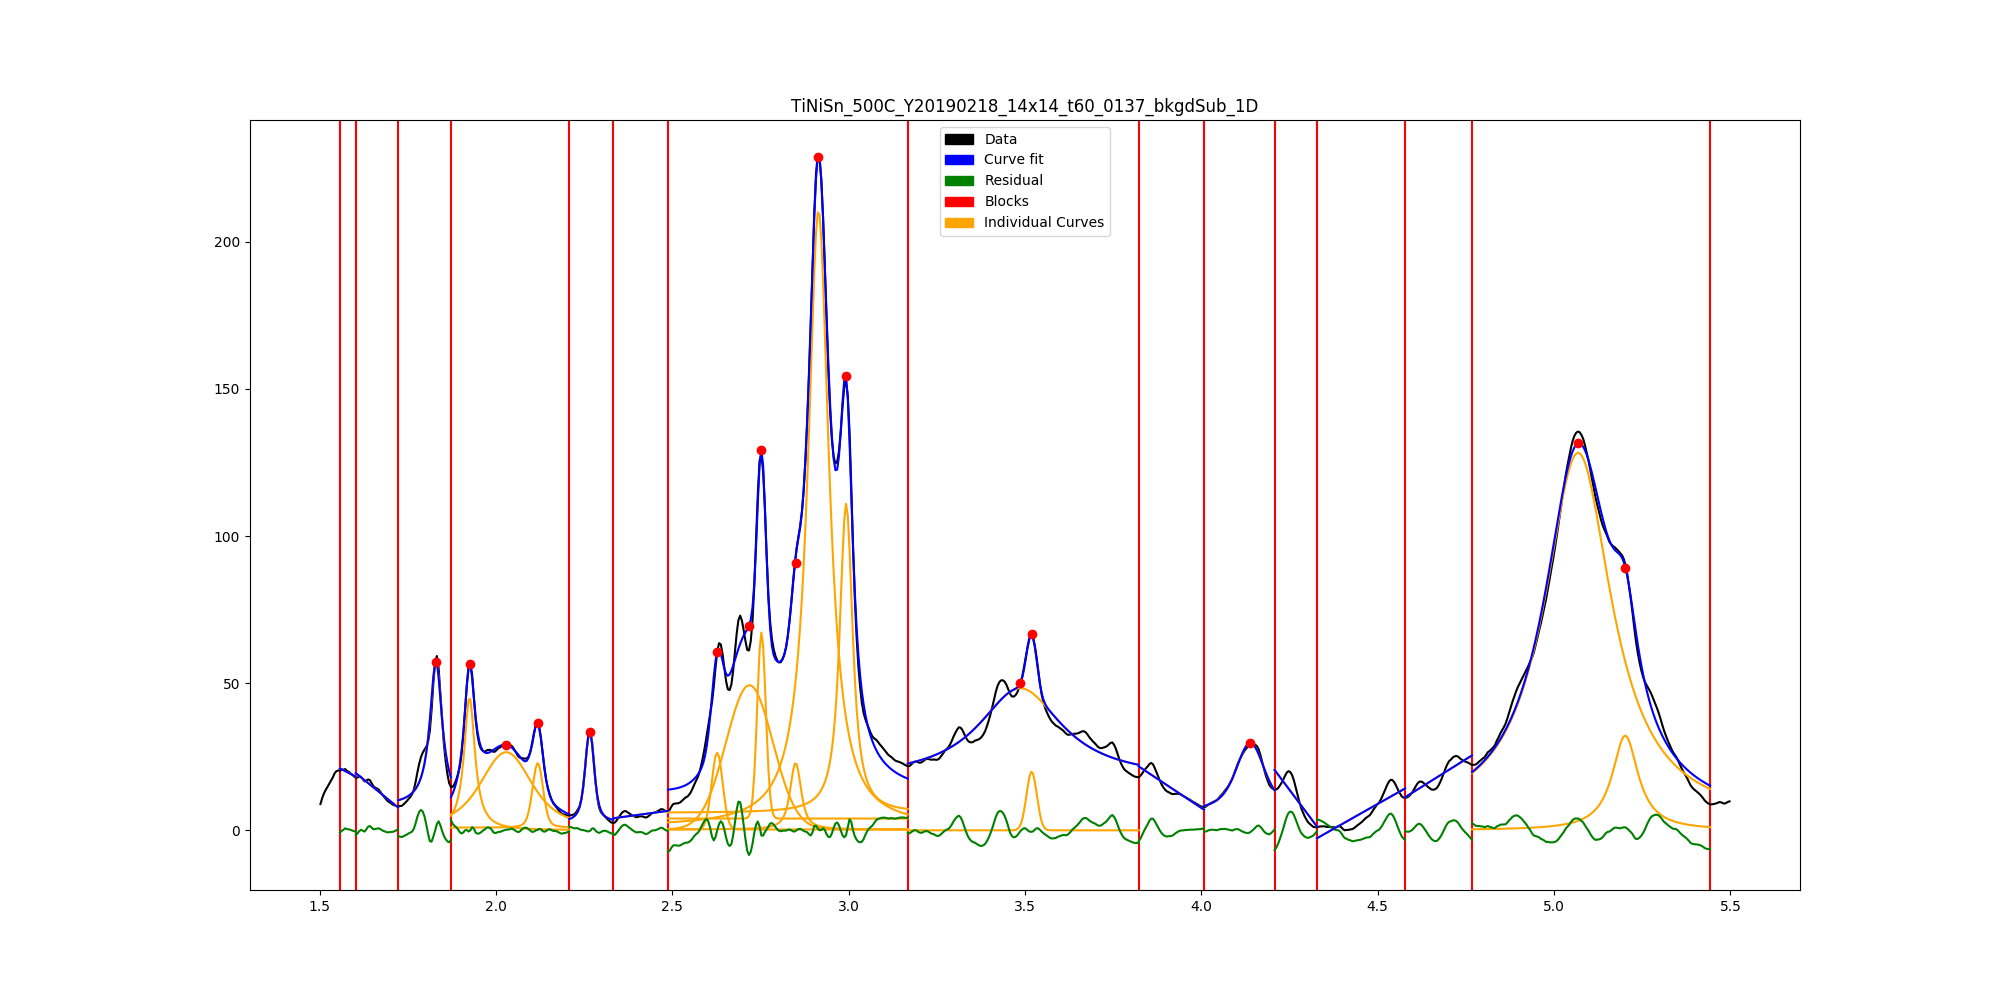 TiNiSn_500C_Y20190218_14x14_t60_0137_bkgdSub_1D
Data
Curve fit
Residual
Blocks
Individual Curves
200
150
100
50
0
1.5 2.0 2.5 3.0 3.5 4.0 4.5 5.0 5.5